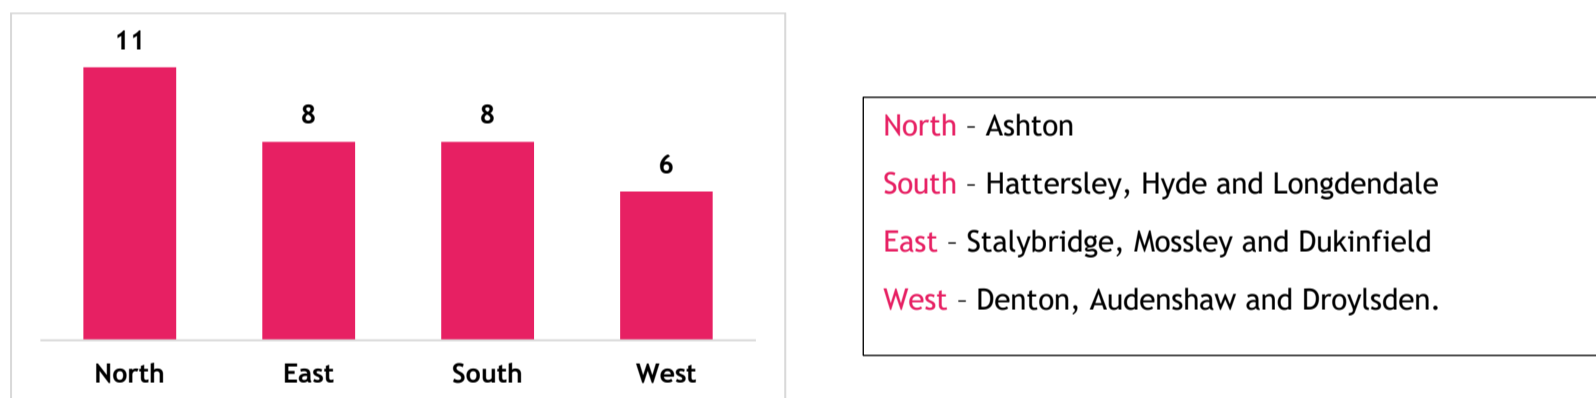 11
8
8
6
North
East
South
West
North – Ashton
South – Hattersley, Hyde and Longdendale
East – Stalybridge, Mossley and Dukinfield
West – Denton, Audenshaw and Droylsden.